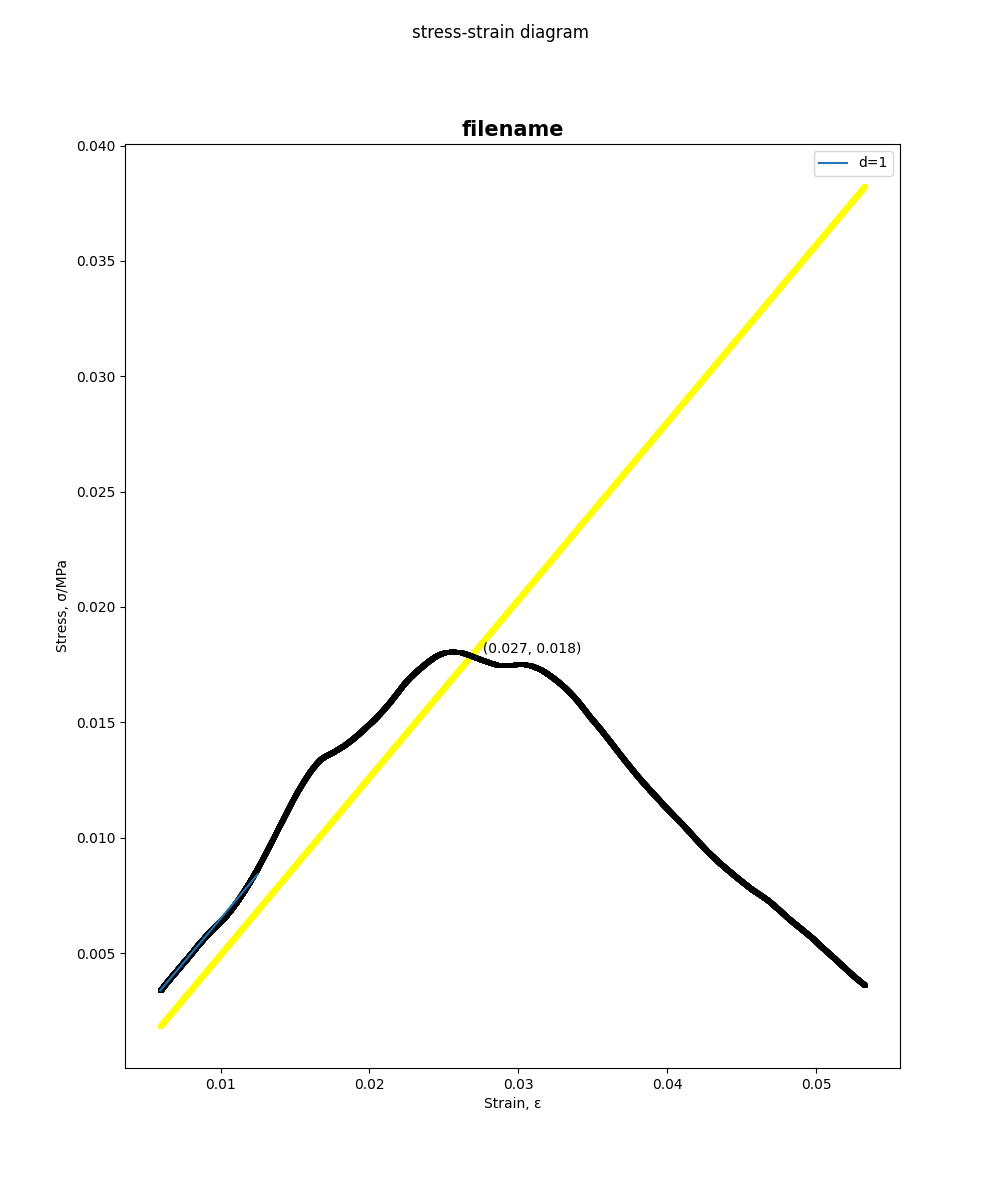 stress-strain diagram
filename
d=1
0.040
0.035
0.030
0.025
0.020
0.015
0.010
0.005
Stress, σ/MPa
(0.027, 0.018)
0.01 0.02 0.03 0.04 0.05
Strain, ε